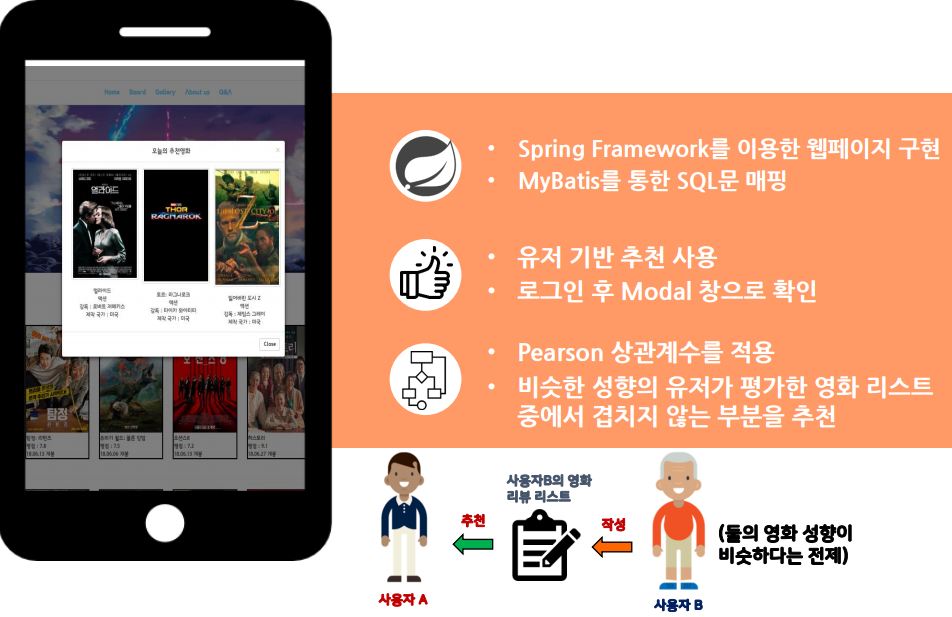 Home Board Gallery About us Q&A
오늘의 추천영화
x
얼라이드
THOR
RAGNAROK
THE LOST CITY OF
Z
얼라이드
액션
감독 : 로버트 저메키스
제작 국가 : 미국
토르: 라그나로크
액션
감독 : 타이카 와이티티
제작 국가 : 미국
잃어버린 도시 Z
액션
감독 : 제임스 그레이
제작 국가 : 미국
Close
탐정
탐정: 리턴즈
평점 : 7.8
18.06.13 개봉
쥬라기 월드: 폴른 킹덤
평점 : 7.5
18.06.06 개봉
오션스8
평점 : 7.2
18.06.13 개봉
허스토리
평점 : 9.1
18.06.27 개봉
• Spring Framework를 이용한 웹페이지 구현
• MyBatis를 통한 SQL문 매핑
• 유저 기반 추천 사용
• 로그인 후 Modal 창으로 확인
• Pearson 상관계수를 적용
• 비슷한 성향의 유저가 평가한 영화 리스트
중에서 겹치지 않는 부분을 추천
사용자B의 영화
리뷰 리스트
추천
작성
(둘의 영화 성향이
비슷하다는 전제)
사용자 A
사용자 B